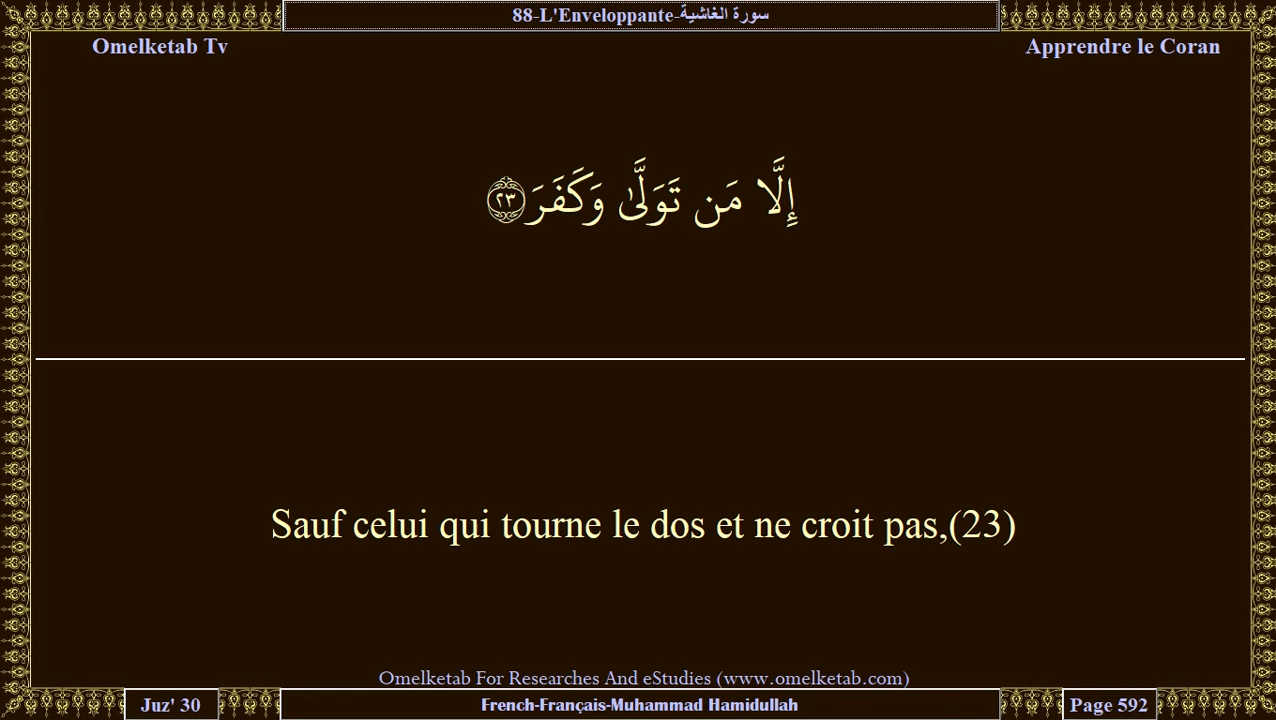 88-L'Enveloppante-سورة الغاشية
Omelketab Tv
Apprendre le Coran
إِلَّا مَن تَوَلَّىٰ وَكَفَرَ ٢٣
Sauf celui qui tourne le dos et ne croit pas,(23)
Omelketab For Researches And eStudies (www.omelketab.com)
Juz' 30
French-Français-Muhammad Hamidullah
Page 592